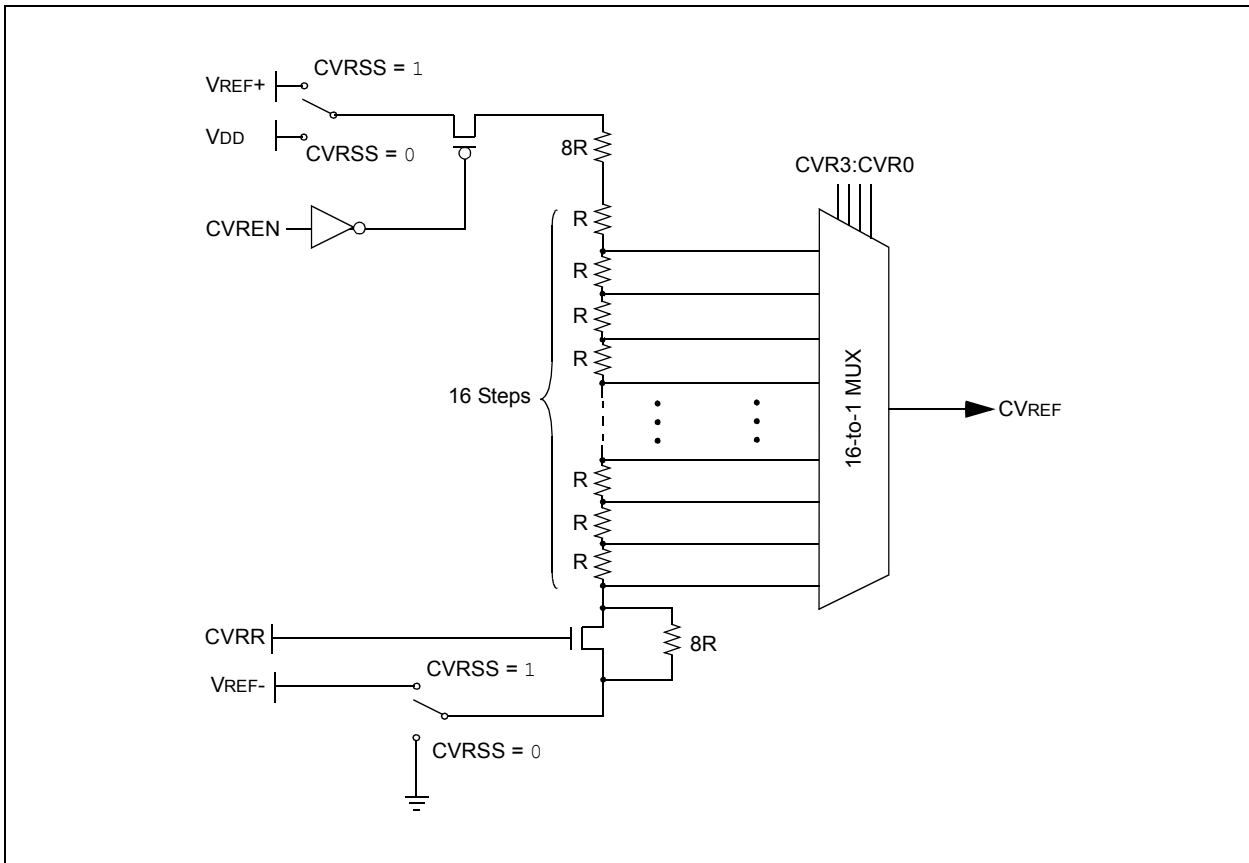 CVRSS = 1
VREF+
VDD
CVRSS = 0
8R
CVR3:CVR0
CVREN
R
R
R
R
16 Steps
16-to-1 MUX
CVREF
R
R
R
CVRR
8R
CVRSS = 1
VREF-
CVRSS = 0